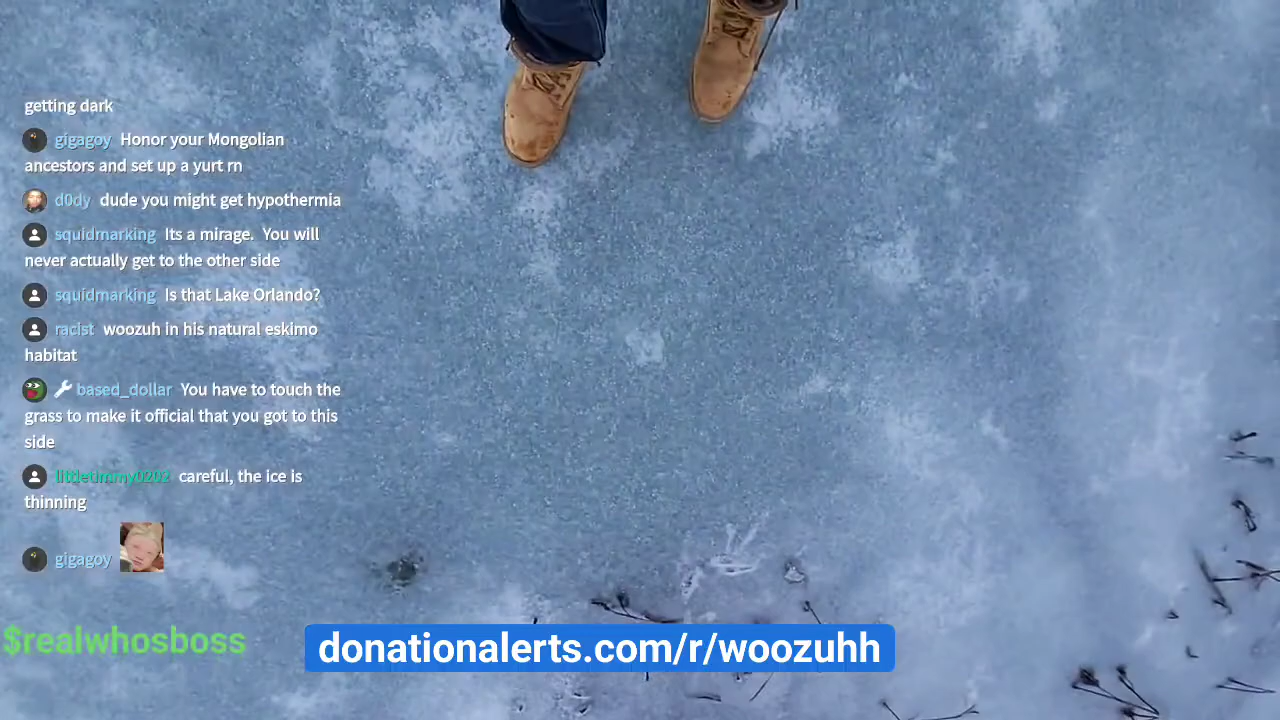 getting dark
gigagoy Honor your Mongolian
ancestors and set up a yurt rn
d0dy dude you might get hypothermia
squidmarking Its a mirage. You will
never actually get to the other side
squidmarking Is that Lake Orlando?
racist woozuh in his natural eskimo
habitat
based_dollar You have to touch the
grass to make it official that you got to this
side
littletimmy0202 careful, the ice is
thinning
gigagoy
$realwhosboss
donationalerts.com/r/woozuhh